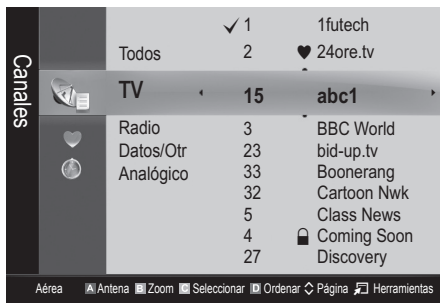 Canales
✓ 1 1futech
Todos 2 ♥ 24ore.tv
TV 15 abc1
Radio 3 BBC World
Datos/Otr 23 bid-up.tv
Analógico 33 Boonerang
32 Cartoon Nwk
5 Class News
4 Coming Soon
27 Discovery
Aérea A Antena B Zoom C Seleccionar D Ordenar Página Herramientas